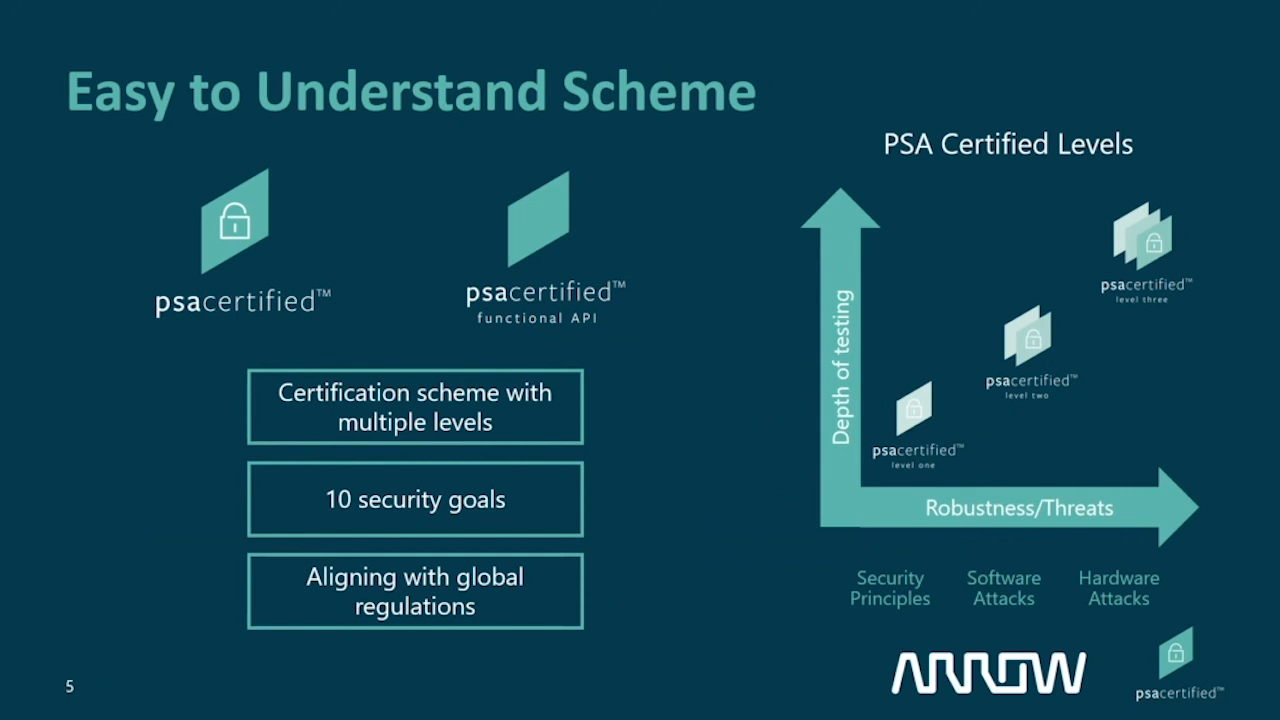 Easy to Understand Scheme
psacertified™
psacertified™
functional API
Certification scheme with
multiple levels
10 security goals
Aligning with global
regulations
PSA Certified Levels
Depth of testing
psacertified™
level three
psacertified™
level two
psacertified™
level one
Robustness/Threats
Security
Principles
Software
Attacks
Hardware
Attacks
ARROW
psacertified™
5